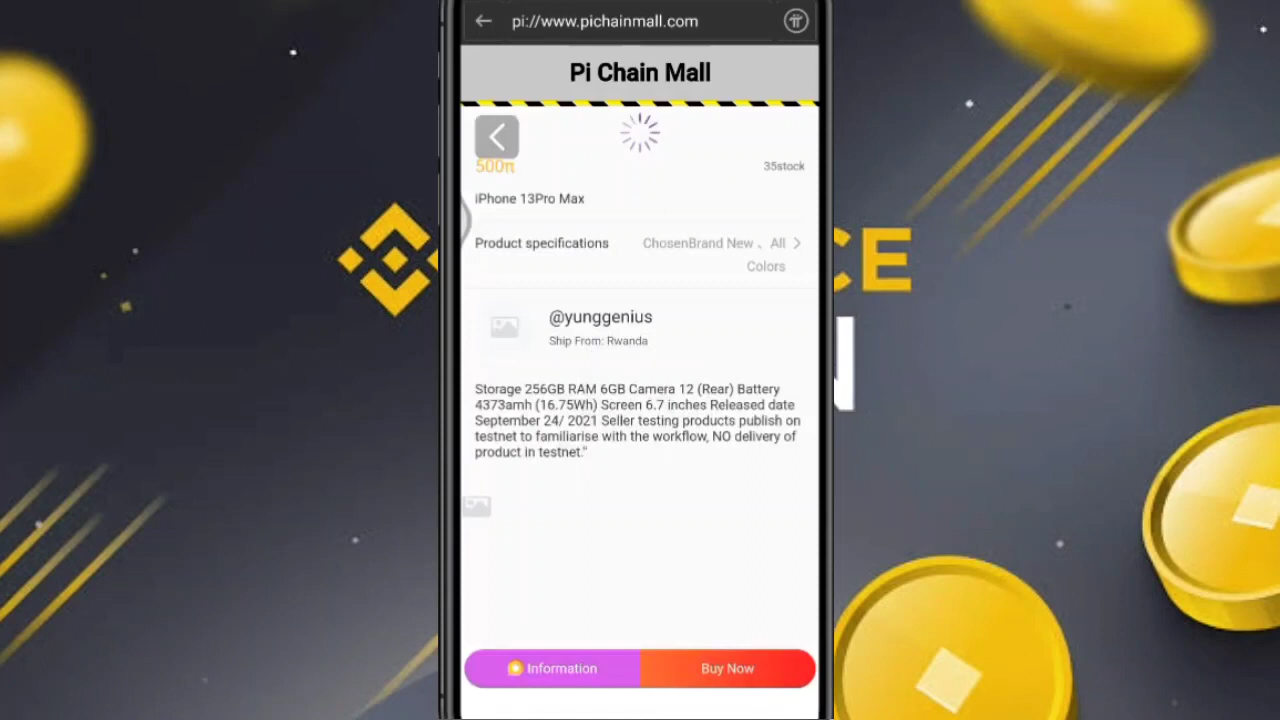 pi://www.pichainmall.com
Pi Chain Mall
500π
35stock
iPhone 13Pro Max
Product specifications
ChosenBrand New 、 All
Colors
@yunggenius
Ship From: Rwanda
Storage 256GB RAM 6GB Camera 12 (Rear) Battery
4373amh (16.75Wh) Screen 6.7 inches Released date
September 24/ 2021 Seller testing products publish on
testnet to familiarise with the workflow, NO delivery of
product in testnet."
CE
Information
Buy Now